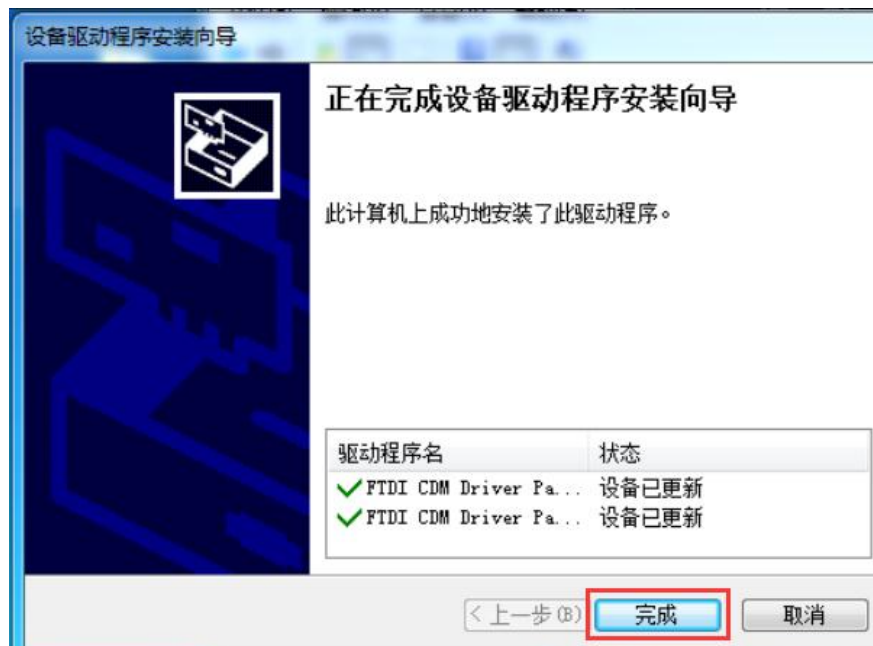 设备驱动程序安装向导
正在完成设备驱动程序安装向导
此计算机上成功地安装了此驱动程序。
驱动程序名 状态
FTDI CDM Driver Pa... 设备已更新
FTDI CDM Driver Pa... 设备已更新
< 上一步(B) 完成 取消